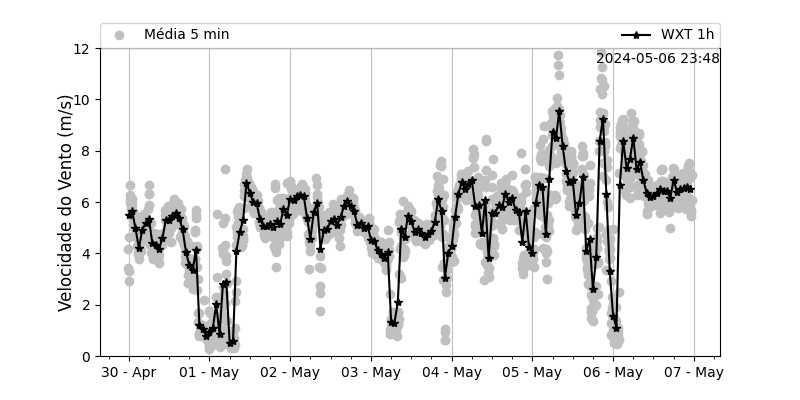 Média 5 min
WXT 1h
2024-05-06 23:48
Velocidade do Vento (m/s)
12
10
8
6
4
2
0
30 - Apr
01 - May
02 - May
03 - May
04 - May
05 - May
06 - May
07 - May